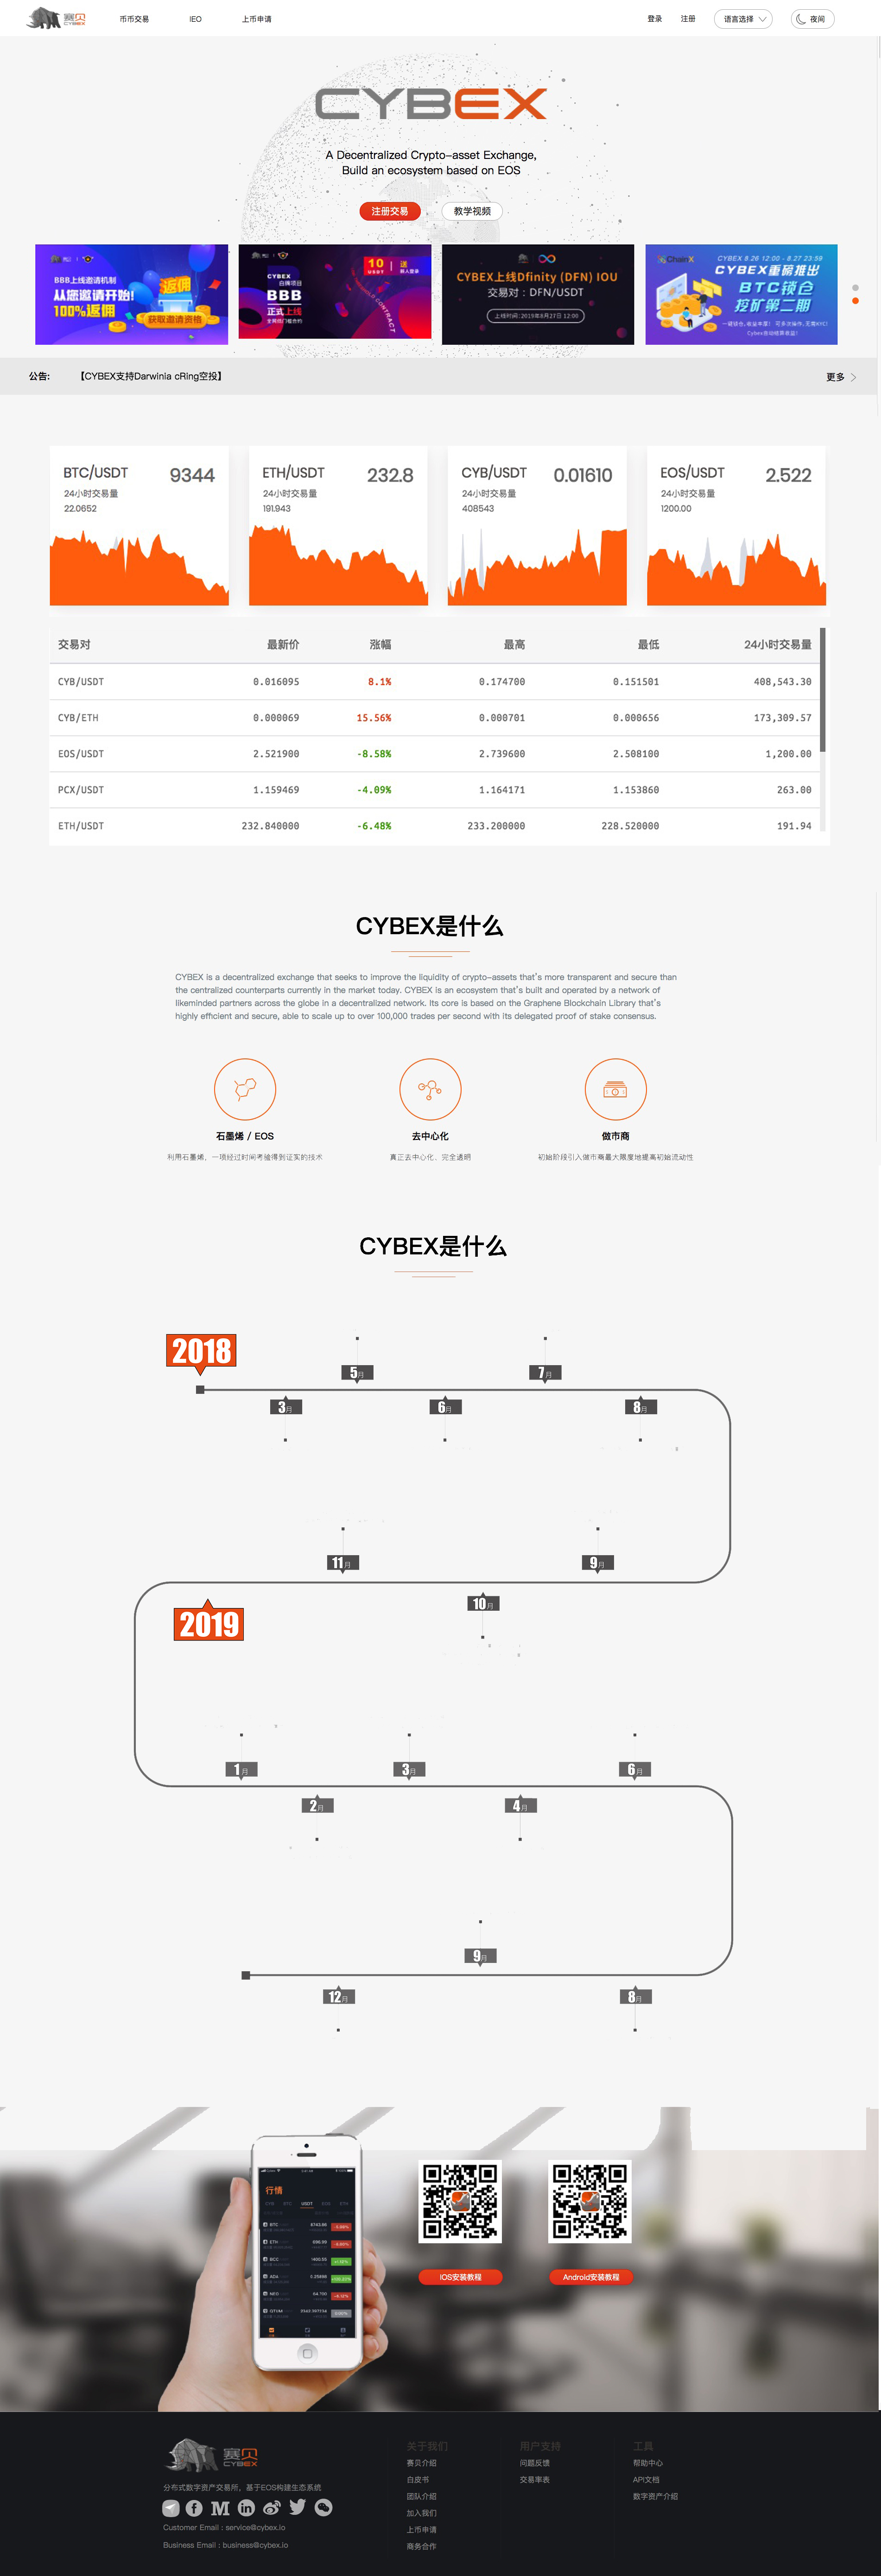 赛贝
CYBEX
币币交易
IEO
上币申请
登录
注册
语言选择
夜间
CYBEX
A Decentralized Crypto-asset Exchange,
Build an ecosystem based on EOS
注册交易
教学视频
BBB上线邀请机制
从您邀请开始!
100%返佣
返佣
获取邀请资格
CYBEX
白牌项目
BBB
正式上线
10
USDT
送
新人登录
CONTRACT
CYBEX上线Dfinity (DFN) IOU
交易对：DFN/USDT
上线时间:2019年8月27日 12:00
ChainX
CYBEX 8.26 12:00 - 8.27 23:59
CYBEX重磅推出
BTC锁仓
挖矿第二期
公告:
【CYBEX支持Darwinia cRing空投】
更多
BTC/USDT 9344
24小时交易量
22.0652
ETH/USDT 232.8
24小时交易量
191.943
CYB/USDT 0.01610
24小时交易量
408543
EOS/USDT 2.522
24小时交易量
1200.00
交易对 最新价 涨幅 最高 最低 24小时交易量
CYB/USDT 0.016095 8.1% 0.174700 0.151501 408,543.30
CYB/ETH 0.000069 15.56% 0.000701 0.000656 173,309.57
EOS/USDT 2.521900 -8.58% 2.739600 2.508100 1,200.00
PCX/USDT 1.159469 -4.09% 1.164171 1.153860 263.00
ETH/USDT 232.840000 -6.48% 233.200000 228.520000 191.94
CYBEX是什么
CYBEX is a decentralized exchange that seeks to improve the liquidity of crypto-assets that's more transparent and secure than
the centralized counterparts currently in the market today. CYBEX is an ecosystem that's built and operated by a network of
likeminded partners across the globe in a decentralized network. Its core is based on the Graphene Blockchain Library that's
highly efficient and secure, able to scale up to over 100,000 trades per second with its delegated proof of stake consensus.
石墨烯 / EOS
利用石墨烯，一项经过时间考验得到证实的技术
去中心化
真正去中心化、完全透明
做市商
初始阶段引入做市商最大限度地提高初始流动性
CYBEX是什么
2018
5月
7月
3月
6月
8月
11月
9月
10月
2019
1月
3月
6月
2月
4月
9月
12月
8月
行情
USDT
BTC 6743.66
ETH
BCC
ADA
NEO
QTUM
IOS安装教程
Android安装教程
赛贝
CYBEX
分布式数字资产交易所，基于EOS构建生态系统
Customer Email : service@cybex.io
Business Email : business@cybex.io
关于我们
赛贝介绍
白皮书
团队介绍
加入我们
上币申请
商务合作
用户支持
问题反馈
交易率表
工具
帮助中心
API文档
数字资产介绍